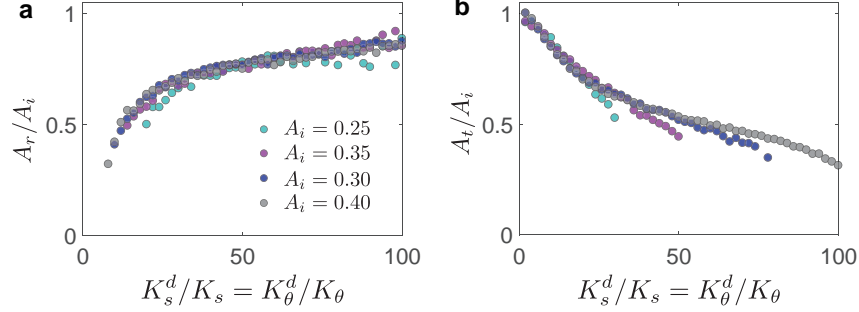 a
1
0.5
0
A_r/A_i
A_i = 0.25
A_i = 0.35
A_i = 0.30
A_i = 0.40
0 50 100
K_s^d/K_s = K_θ^d/K_θ
b
1
0.5
0
A_t/A_i
0 50 100
K_s^d/K_s = K_θ^d/K_θ